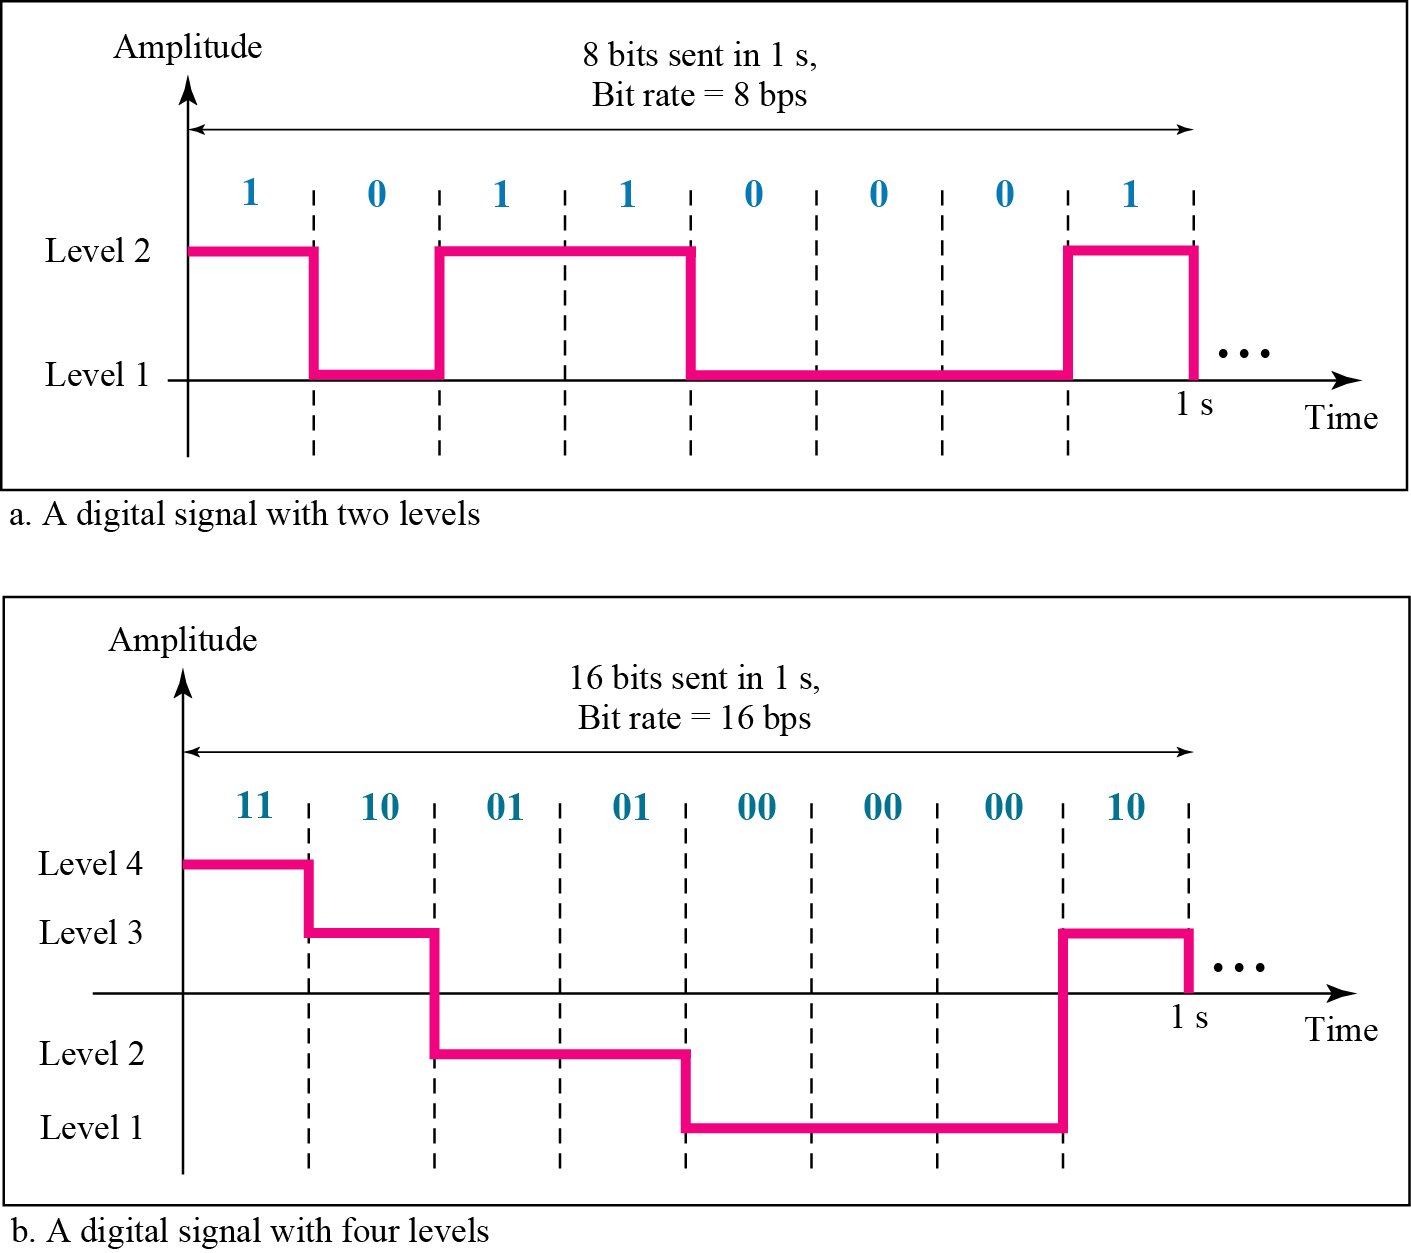 Amplitude
8 bits sent in 1 s,
Bit rate = 8 bps
1 0 1 1 0 0 0 1
Level 2
Level 1
...
1 s
Time
a. A digital signal with two levels
Amplitude
16 bits sent in 1 s,
Bit rate = 16 bps
11 10 01 01 00 00 00 10
Level 4
Level 3
...
1 s
Time
Level 2
Level 1
b. A digital signal with four levels